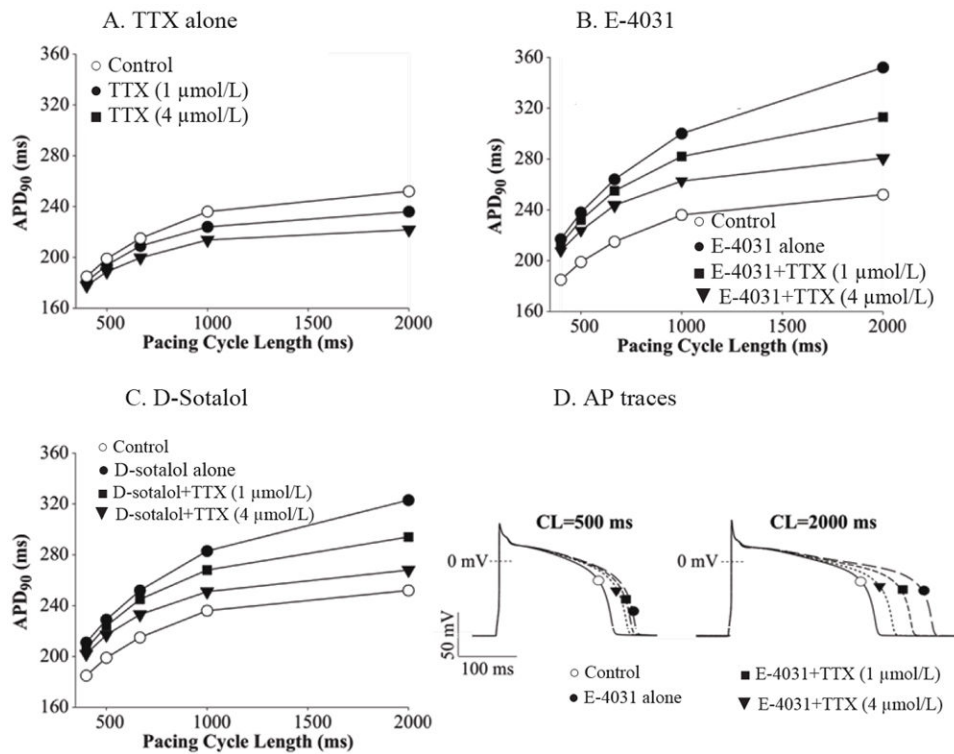 A. TTX alone
360
320
280
240
200
160
APD90 (ms)
Control
TTX (1 µmol/L)
TTX (4 µmol/L)
500
1000
1500
2000
Pacing Cycle Length (ms)
B. E-4031
360
320
280
240
200
160
APD90 (ms)
Control
E-4031 alone
E-4031+TTX (1 µmol/L)
E-4031+TTX (4 µmol/L)
500
1000
1500
2000
Pacing Cycle Length (ms)
C. D-Sotalol
360
320
280
240
200
160
APD90 (ms)
Control
D-sotalol alone
D-sotalol+TTX (1 µmol/L)
D-sotalol+TTX (4 µmol/L)
500
1000
1500
2000
Pacing Cycle Length (ms)
D. AP traces
CL=500 ms
CL=2000 ms
0 mV
0 mV
50 mV
100 ms
Control
E-4031 alone
E-4031+TTX (1 µmol/L)
E-4031+TTX (4 µmol/L)